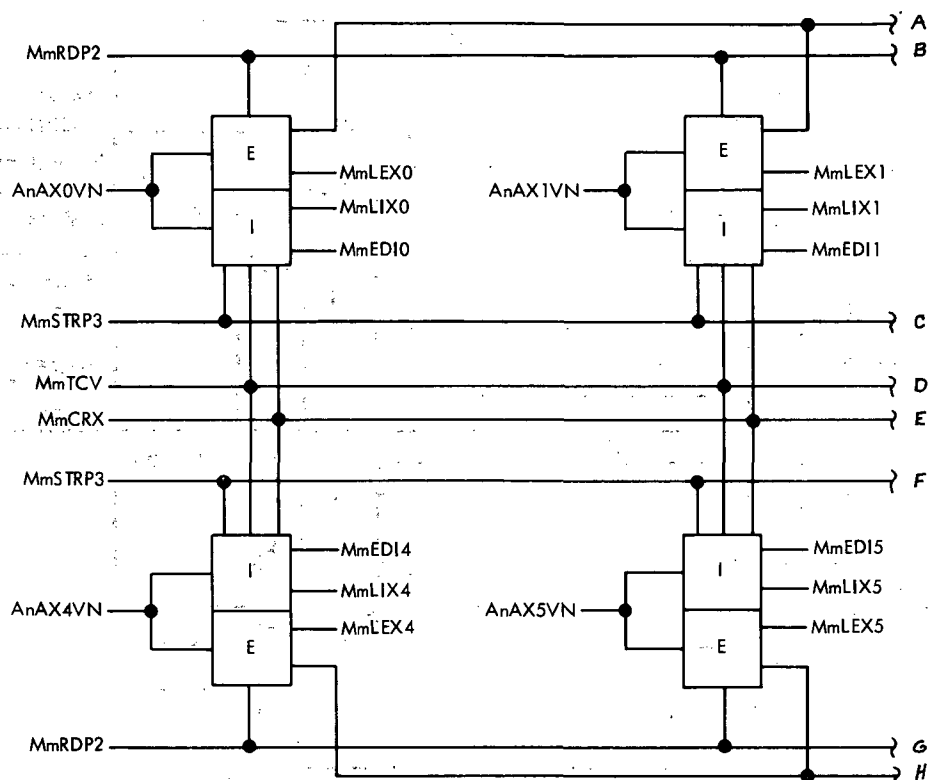 A
MmRDP2 B
E E
MmLEX0 MmLEX1
AnAX0VN AnAX1VN
MmLIX0 MmLIX1
I I
MmEDI0 MmEDI1
MmSTRP3 C
MmTCV D
MmCRX E
MmSTRP3 F
MmEDI4 MmEDI5
I I
MmLIX4 MmLIX5
AnAX4VN AnAX5VN
MmLEX4 MmLEX5
E E
MmRDP2 G
H